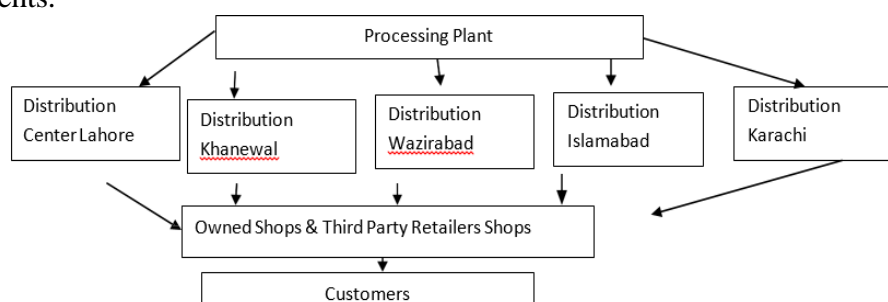 ents.
Processing Plant
Distribution
Center Lahore
Distribution
Khanewal
Distribution
Wazirabad
Distribution
Islamabad
Distribution
Karachi
Owned Shops & Third Party Retailers Shops
Customers